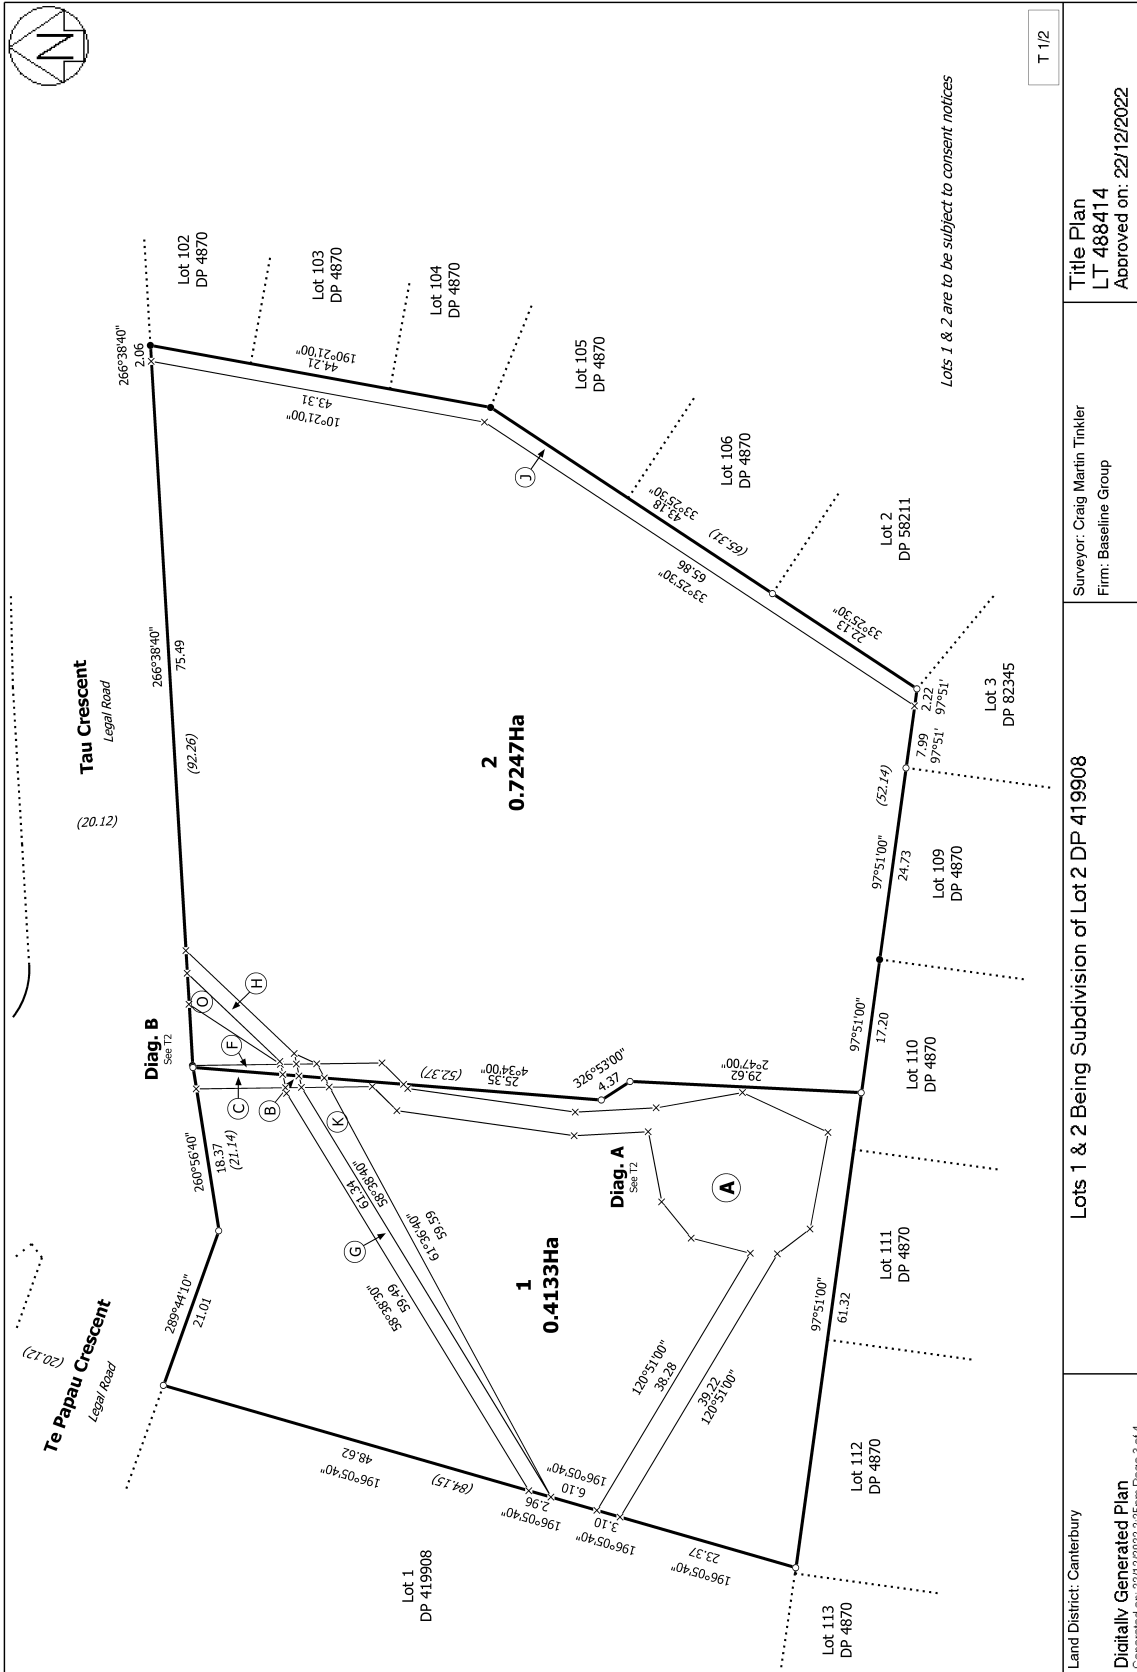 N
T 1/2
Lot 102
DP 4870
Lot 103
DP 4870
Lot 104
DP 4870
Lot 105
DP 4870
Lot 106
DP 4870
Lot 2
DP 58211
Lot 3
DP 82345
Lots 1 & 2 are to be subject to consent notices
266°38'40"
2.06
44.21
190°21'00"
43.31
10°21'00"
J
43.18
33°25'30"
(65.31)
65.86
33°25'30"
22.13
33°25'30"
2.22
97°51'
7.99
97°51'
(52.14)
Tau Crescent
Legal Road
(20.12)
266°38'40"
75.49
(92.26)
2
0.7247Ha
97°51'00"
24.73
Lot 109
DP 4870
97°51'00"
17.20
Lot 110
DP 4870
Diag. B
See T2
O
H
F
C
B
K
(52.37)
25.35
4°34'00"
326°53'00"
4.37
29.62
2°47'00"
260°56'40"
18.37
(21.14)
Diag. A
See T2
A
61.34
58°38'40"
G
61°36'40"
59.59
59.49
58°38'30"
1
0.4133Ha
289°44'10"
21.01
Te Papau Crescent
Legal Road
(20.12)
97°51'00"
61.32
Lot 111
DP 4870
120°51'00"
38.28
39.22
120°51'00"
48.62
196°05'40"
(84.15)
2.96
196°05'40"
6.10
196°05'40"
3.10
196°05'40"
23.37
196°05'40"
Lot 112
DP 4870
Lot 1
DP 419908
Lot 113
DP 4870
Land District: Canterbury
Digitally Generated Plan
Generated on: 22/12/2022 2:25pm Page 3 of 4
Lots 1 & 2 Being Subdivision of Lot 2 DP 419908
Surveyor: Craig Martin Tinkler
Firm: Baseline Group
Title Plan
LT 488414
Approved on: 22/12/2022